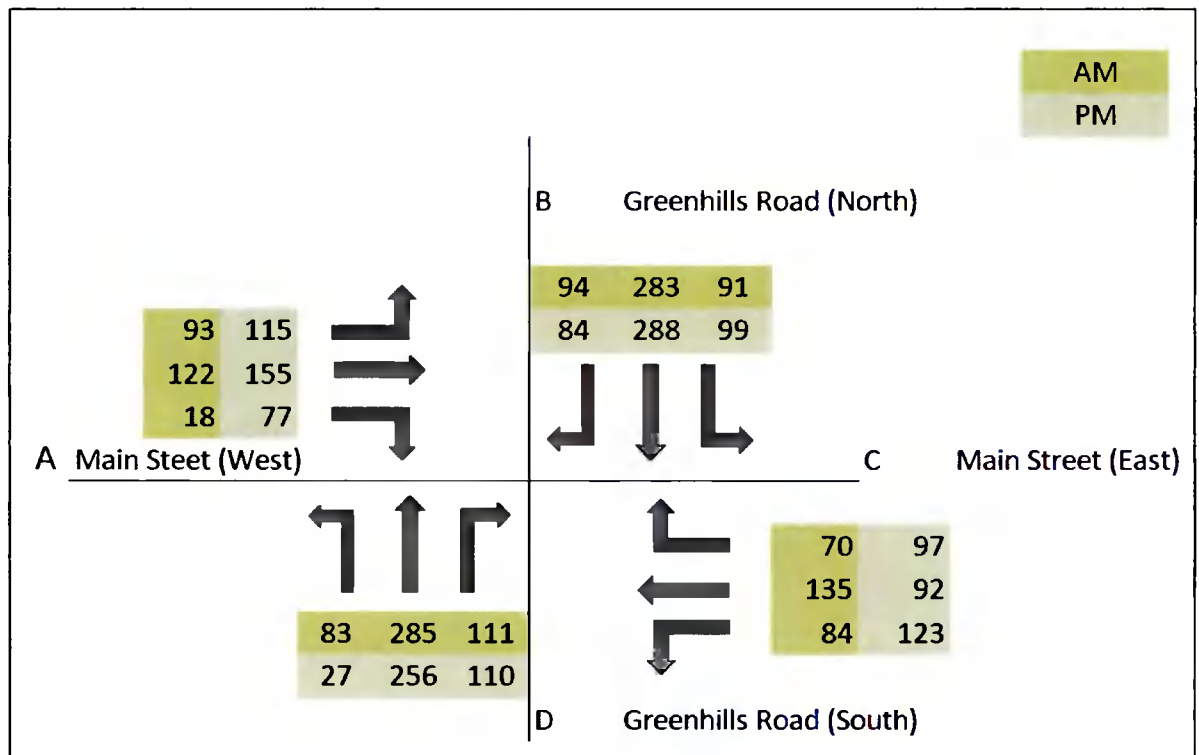 AM
PM
B Greenhills Road (North)
94 283 91
84 288 99
93 115
122 155
18 77
A Main Steet (West)
C Main Street (East)
70 97
135 92
84 123
83 285 111
27 256 110
D Greenhills Road (South)